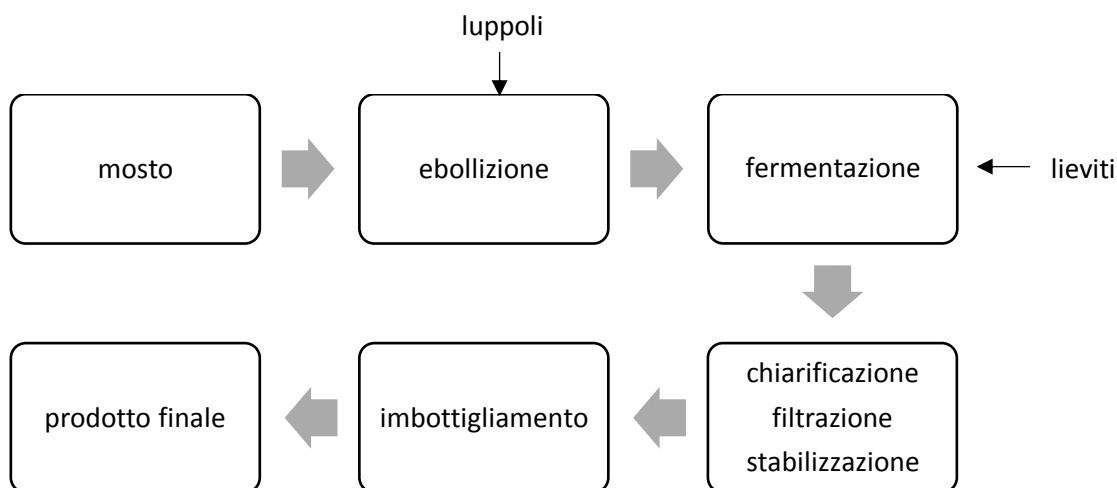 luppoli
mosto
ebollizione
fermentazione
lieviti
chiarificazione
filtrazione
stabilizzazione
imbottigliamento
prodotto finale